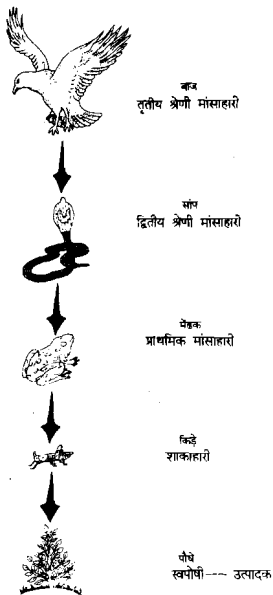 बाज
तृतीय श्रेणी मांसाहारी
सांप
द्वितीय श्रेणी मांसाहारी
मेंढक
प्राथमिक मांसाहारी
किड़े
शाकाहारी
पौधे
स्वपोषी --- उत्पादक